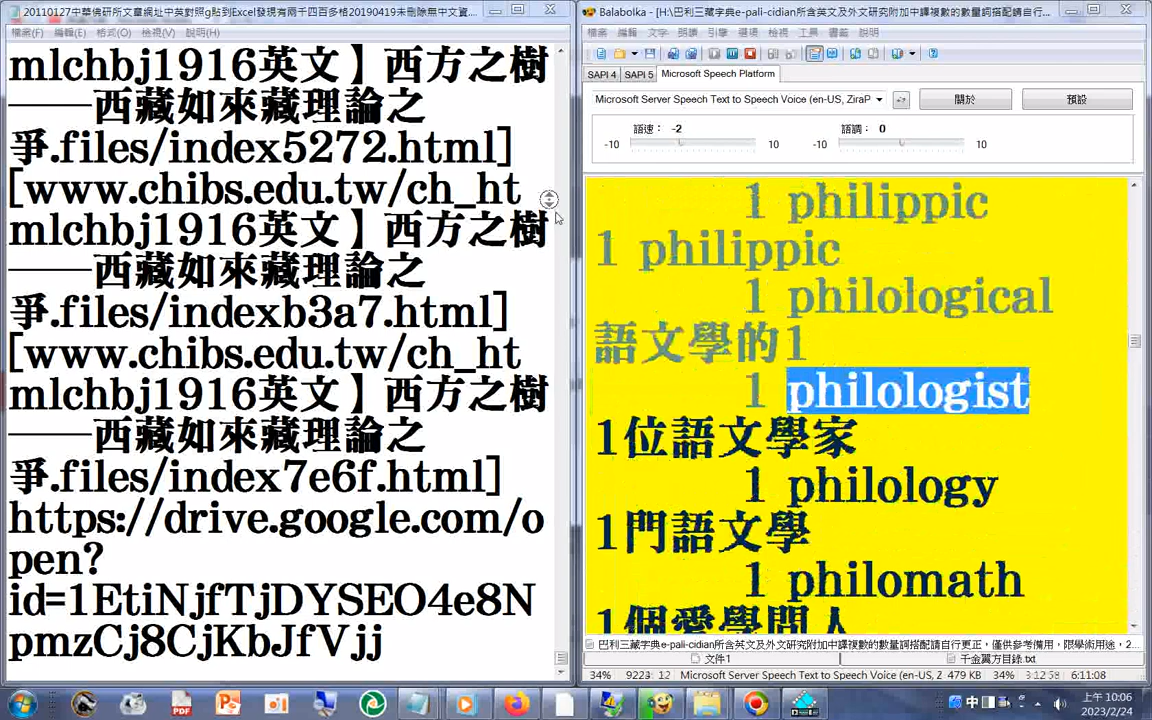 20110127中華佛研所文章網址中英對照g貼到Excel發現有兩千四百多格20190419未刪除無中文資...
檔案(F) 編輯(E) 格式(O) 檢視(V) 說明(H)
mlchbj1916英文】西方之樹
——西藏如來藏理論之
爭.files/index5272.html]
[www.chibs.edu.tw/ch_ht
mlchbj1916英文】西方之樹
——西藏如來藏理論之
爭.files/indexb3a7.html]
[www.chibs.edu.tw/ch_ht
mlchbj1916英文】西方之樹
——西藏如來藏理論之
爭.files/index7e6f.html]
https://drive.google.com/o
pen?
id=1EtiNjfTjDYSEO4e8N
pmzCj8CjKbJfVjj
Balabolka - [H:\巴利三藏字典e-pali-cidian所含英文及外文研究附加中譯複數的數量詞搭配請自行...
檔案 編輯 文字 朗讀 引擎 選項 檢視 工具 書籤 說明
SAPI 4 SAPI 5 Microsoft Speech Platform
Microsoft Server Speech Text to Speech Voice (en-US, ZiraP
關於
預設
語速： -2
語調： 0
-10 10 -10 10
1 philippic
1 philippic
1 philological
語文學的1
1 philologist
1位語文學家
1 philology
1門語文學
1 philomath
1個愛學問人
巴利三藏字典e-pali-cidian所含英文及外文研究附加中譯複數的數量詞搭配請自行更正，僅供參考備用，限學術用途，2...
文件1 千金翼方目錄.txt
34% 9223: 12 Microsoft Server Speech Text to Speech Voice 479 KB 34% 3:12:58 6:11:08
中
上午 10:06
2023/2/24